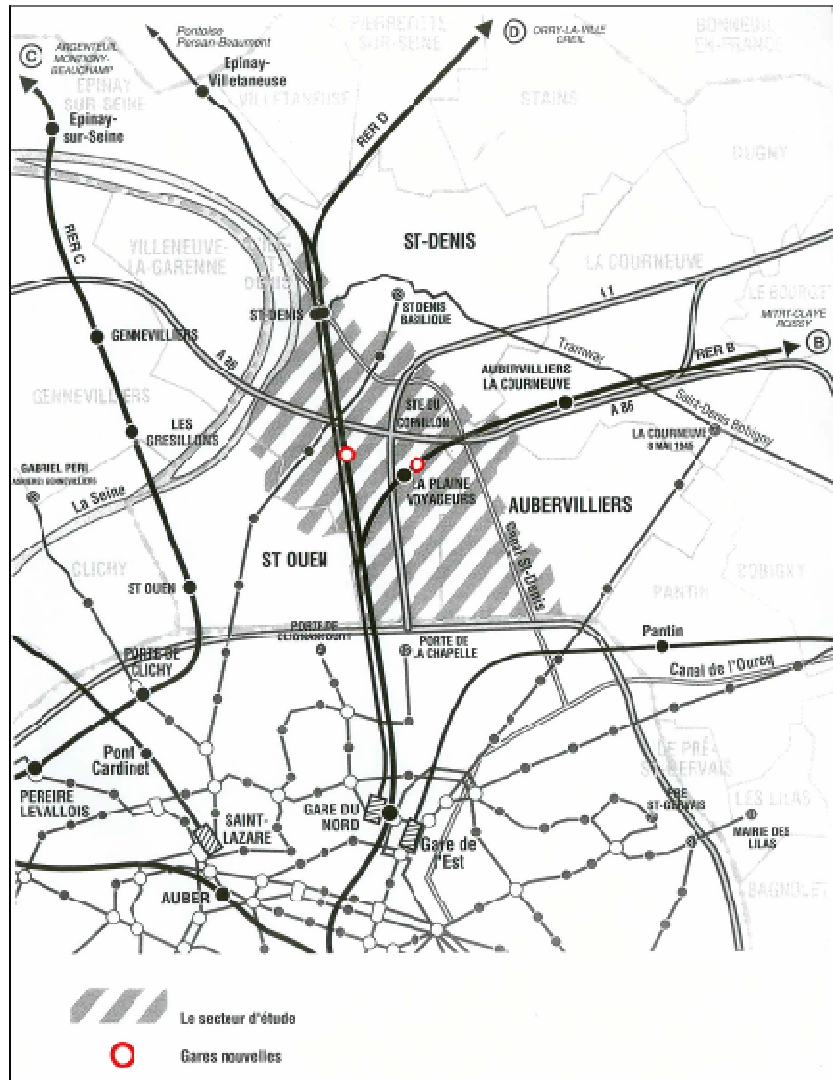 Pontoise
Persan-Beaumont
D
ORRY-LA-VILLE
CREIL
PIERREFITTE
SUR-SEINE
BONNEUIL
EN-FRANCE
C
ARGENTEUIL
MONTIGNY-
BEAUCHAMP
Epinay-
Villetaneuse
EPINAY
SUR-SEINE
VILLETANEUSE
STAINS
Epinay-
sur-Seine
RER D
DUGNY
RER C
VILLENEUVE-
LA-GARENNE
ST-DENIS
LA COURNEUVE
LE BOURGET
ST-DENIS
ST DENIS
BASILIQUE
MITRY-CLAYE
ROISSY
GENNEVILLIERS
A 86
Tramway
RER B
B
AUBERVILLIERS
LA COURNEUVE
GENNEVILLIERS
STE DU
CORNILLON
A 86
Saint-Denis Bobigny
LES
GRESILLONS
LA COURNEUVE
8 MAI 1945
GABRIEL PERI
ASNIERES GENNEVILLIERS
La Seine
LA PLAINE
VOYAGEURS
AUBERVILLIERS
canal St-Denis
CLICHY
ST OUEN
BOBIGNY
ST OUEN
PANTIN
PORTE DE
CLIGNANCOURT
PORTE DE
LA CHAPELLE
Pantin
PORTE DE
CLICHY
Canal de l'Ourcq
Pont
Cardinet
LE PRÉ-
ST-GERVAIS
PEREIRE
LEVALLOIS
SAINT-
LAZARE
GARE DU
NORD
PRE
ST-GERVAIS
LES LILAS
Gare de
l'Est
MAIRIE DES
LILAS
AUBER
BAGNOLET
Le secteur d'étude
Gares nouvelles